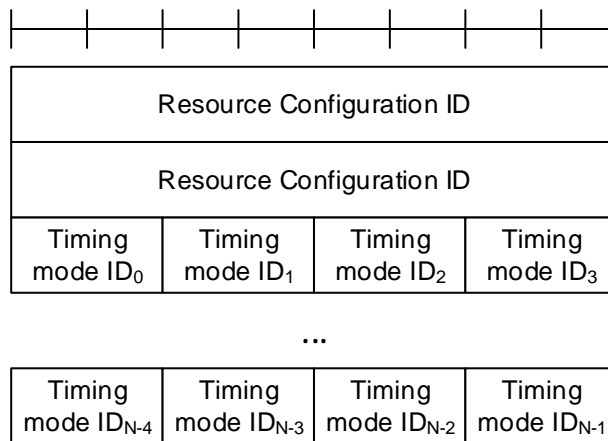 Resource Configuration ID
Resource Configuration ID
Timing mode ID0 Timing mode ID1 Timing mode ID2 Timing mode ID3
...
Timing mode IDN-4 Timing mode IDN-3 Timing mode IDN-2 Timing mode IDN-1